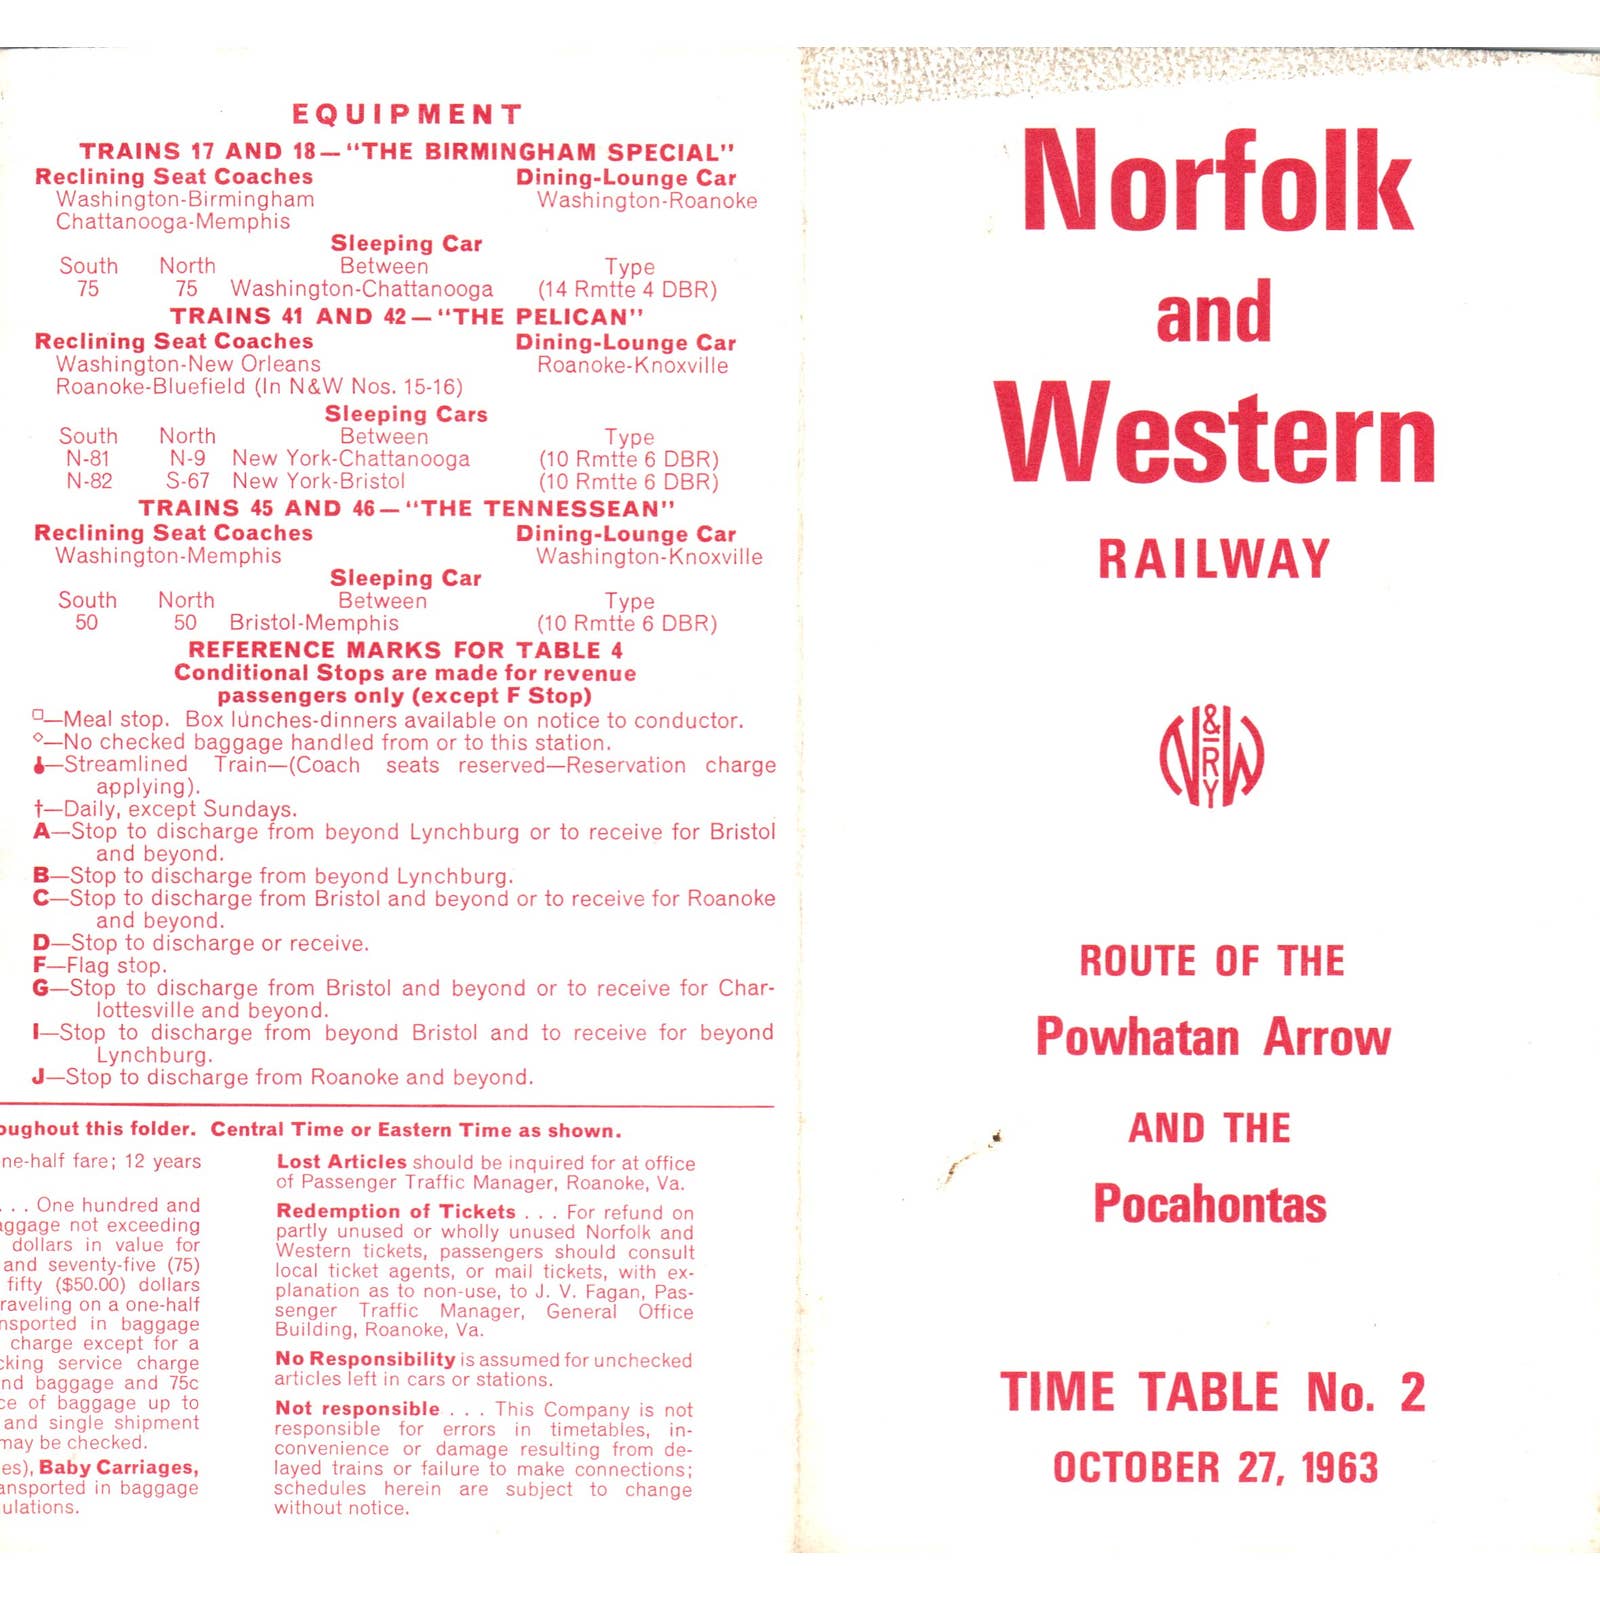 EQUIPMENT
TRAINS 17 AND 18—"THE BIRMINGHAM SPECIAL"
Reclining Seat Coaches Dining-Lounge Car
Washington-Birmingham Washington-Roanoke
Chattanooga-Memphis
Sleeping Car
South North Between Type
75 75 Washington-Chattanooga (14 Rmtte 4 DBR)
TRAINS 41 AND 42—"THE PELICAN"
Reclining Seat Coaches Dining-Lounge Car
Washington-New Orleans Roanoke-Knoxville
Roanoke-Bluefield (In N&W Nos. 15-16)
Sleeping Cars
South North Between Type
N-81 N-9 New York-Chattanooga (10 Rmtte 6 DBR)
N-82 S-67 New York-Bristol (10 Rmtte 6 DBR)
TRAINS 45 AND 46—"THE TENNESSEAN"
Reclining Seat Coaches Dining-Lounge Car
Washington-Memphis Washington-Knoxville
Sleeping Car
South North Between Type
50 50 Bristol-Memphis (10 Rmtte 6 DBR)
REFERENCE MARKS FOR TABLE 4
Conditional Stops are made for revenue
passengers only (except F Stop)
□—Meal stop. Box lunches-dinners available on notice to conductor.
◇—No checked baggage handled from or to this station.
—Streamlined Train—(Coach seats reserved—Reservation charge
applying).
†—Daily, except Sundays.
A—Stop to discharge from beyond Lynchburg or to receive for Bristol
and beyond.
B—Stop to discharge from beyond Lynchburg.
C—Stop to discharge from Bristol and beyond or to receive for Roanoke
and beyond.
D—Stop to discharge or receive.
F—Flag stop.
G—Stop to discharge from Bristol and beyond or to receive for Char-
lottesville and beyond.
I—Stop to discharge from beyond Bristol and to receive for beyond
Lynchburg.
J—Stop to discharge from Roanoke and beyond.
oughout this folder. Central Time or Eastern Time as shown.
ne-half fare; 12 years
. . . One hundred and
aggage not exceeding
dollars in value for
and seventy-five (75)
fifty ($50.00) dollars
raveling on a one-half
nsported in baggage
charge except for a
cking service charge
nd baggage and 75c
ce of baggage up to
and single shipment
may be checked.
es), Baby Carriages,
ansported in baggage
ulations.
Lost Articles should be inquired for at office
of Passenger Traffic Manager, Roanoke, Va.
Redemption of Tickets . . . For refund on
partly unused or wholly unused Norfolk and
Western tickets, passengers should consult
local ticket agents, or mail tickets, with ex-
planation as to non-use, to J. V. Fagan, Pas-
senger Traffic Manager, General Office
Building, Roanoke, Va.
No Responsibility is assumed for unchecked
articles left in cars or stations.
Not responsible . . . This Company is not
responsible for errors in timetables, in-
convenience or damage resulting from de-
layed trains or failure to make connections;
schedules herein are subject to change
without notice.
Norfolk
and
Western
RAILWAY
N&W RY
ROUTE OF THE
Powhatan Arrow
AND THE
Pocahontas
TIME TABLE No. 2
OCTOBER 27, 1963